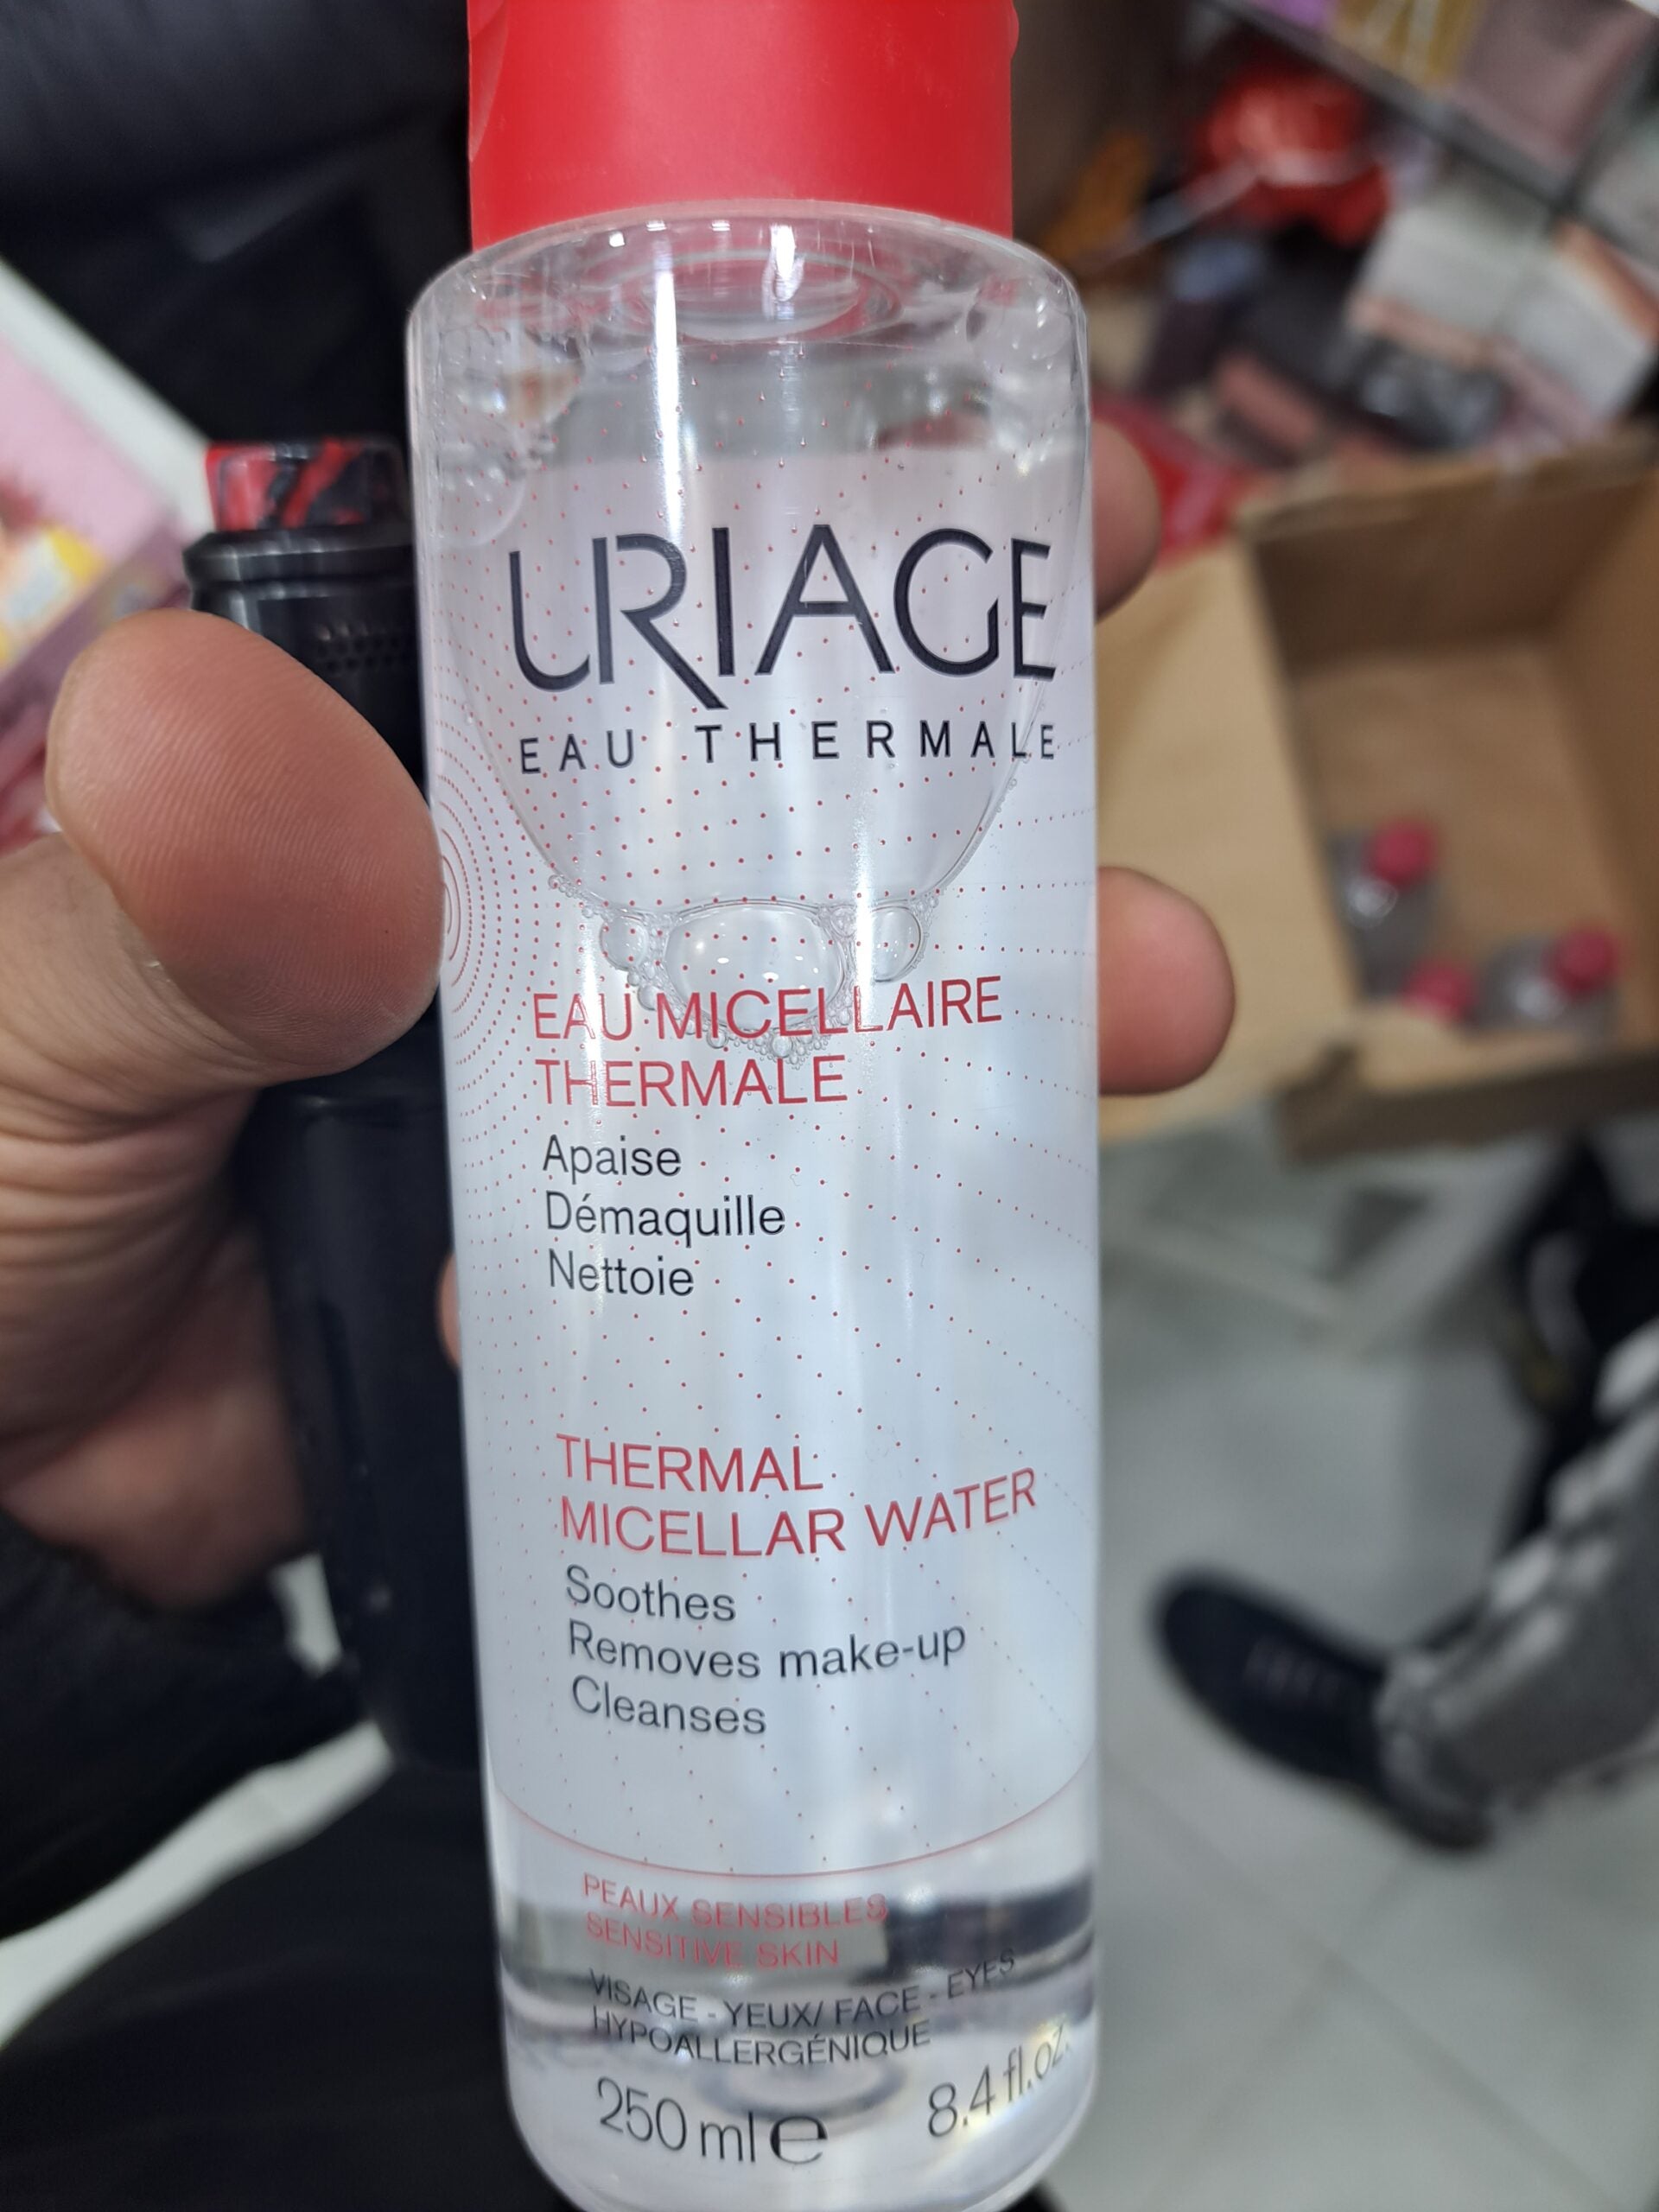 URIAGE
EAU THERMALE
EAU MICELLAIRE
THERMALE
Apaise
Démaquille
Nettoie
THERMAL
MICELLAR WATER
Soothes
Removes make-up
Cleanses
PEAUX SENSIBLES
SENSITIVE SKIN
VISAGE - YEUX/ FACE - EYES
HYPOALLERGÉNIQUE
250 ml e 8.4 fl.oz.